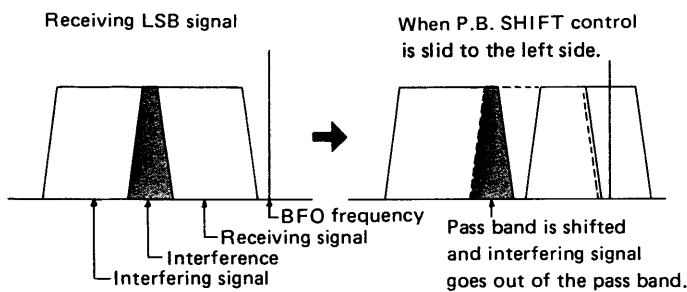 Receiving LSB signal
When P.B. SHIFT control
is slid to the left side.
BFO frequency
Receiving signal
Interference
Interfering signal
Pass band is shifted
and interfering signal
goes out of the pass band.